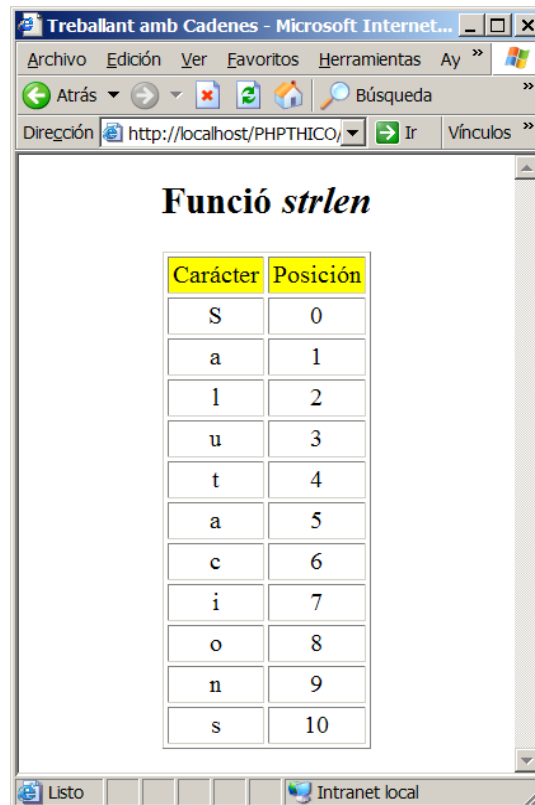 Treballant amb Cadenes - Microsoft Internet...
Archivo Edición Ver Favoritos Herramientas Ay »
Atrás Búsqueda »
Dirección http://localhost/PHPTHICO/ Ir Vínculos »
Funció strlen
Carácter Posición
S 0
a 1
l 2
u 3
t 4
a 5
c 6
i 7
o 8
n 9
s 10
Listo Intranet local